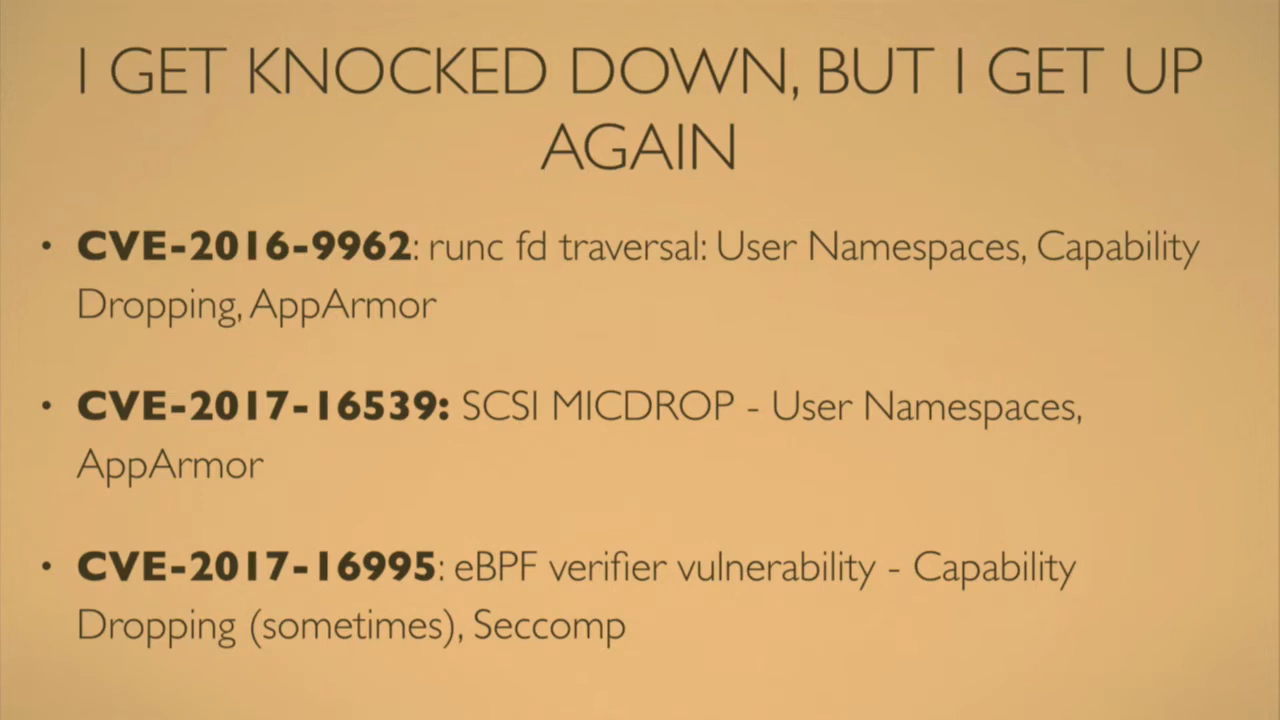 I GET KNOCKED DOWN, BUT I GET UP
AGAIN
• CVE-2016-9962: runc fd traversal: User Namespaces, Capability
Dropping, AppArmor
• CVE-2017-16539: SCSI MICDROP - User Namespaces,
AppArmor
• CVE-2017-16995: eBPF verifier vulnerability - Capability
Dropping (sometimes), Seccomp